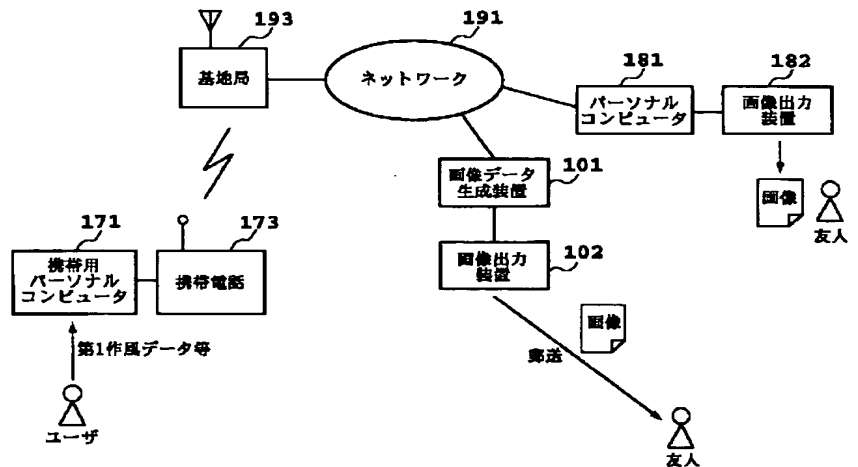 193
基地局
191
ネットワーク
181
パーソナル
コンピュータ
182
画像出力
装置
画像
友人
画像データ
生成装置
101
画像出力
装置
102
画像
郵送
友人
171
携帯用
パーソナル
コンピュータ
173
携帯電話
第1作風データ等
ユーザ